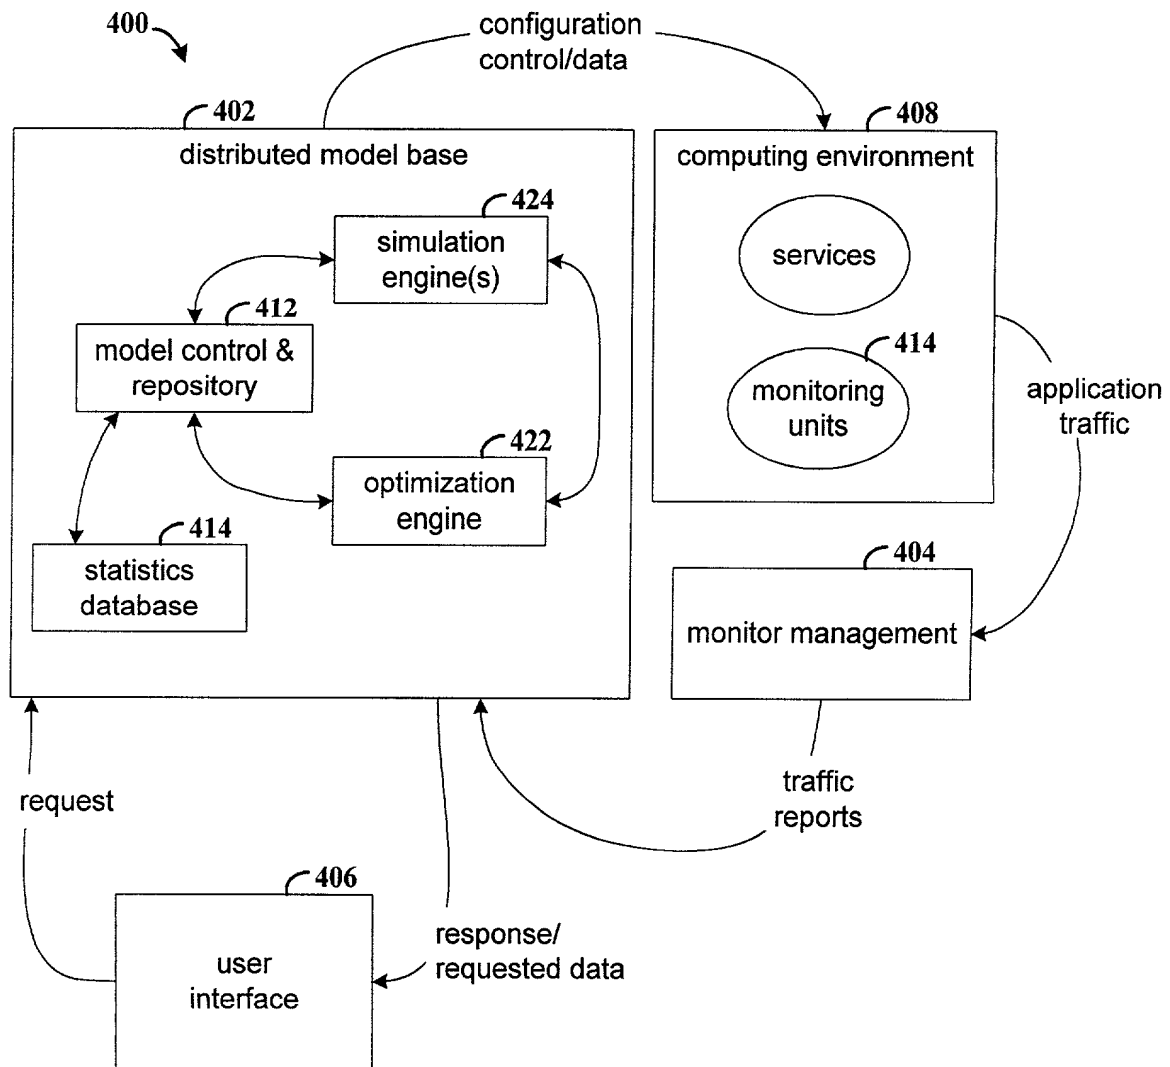 400
configuration
control/data
402
distributed model base
408
computing environment
424
simulation
engine(s)
services
412
model control &
repository
414
monitoring
units
application
traffic
422
optimization
engine
414
statistics
database
404
monitor management
request
traffic
reports
406
user
interface
response/
requested data